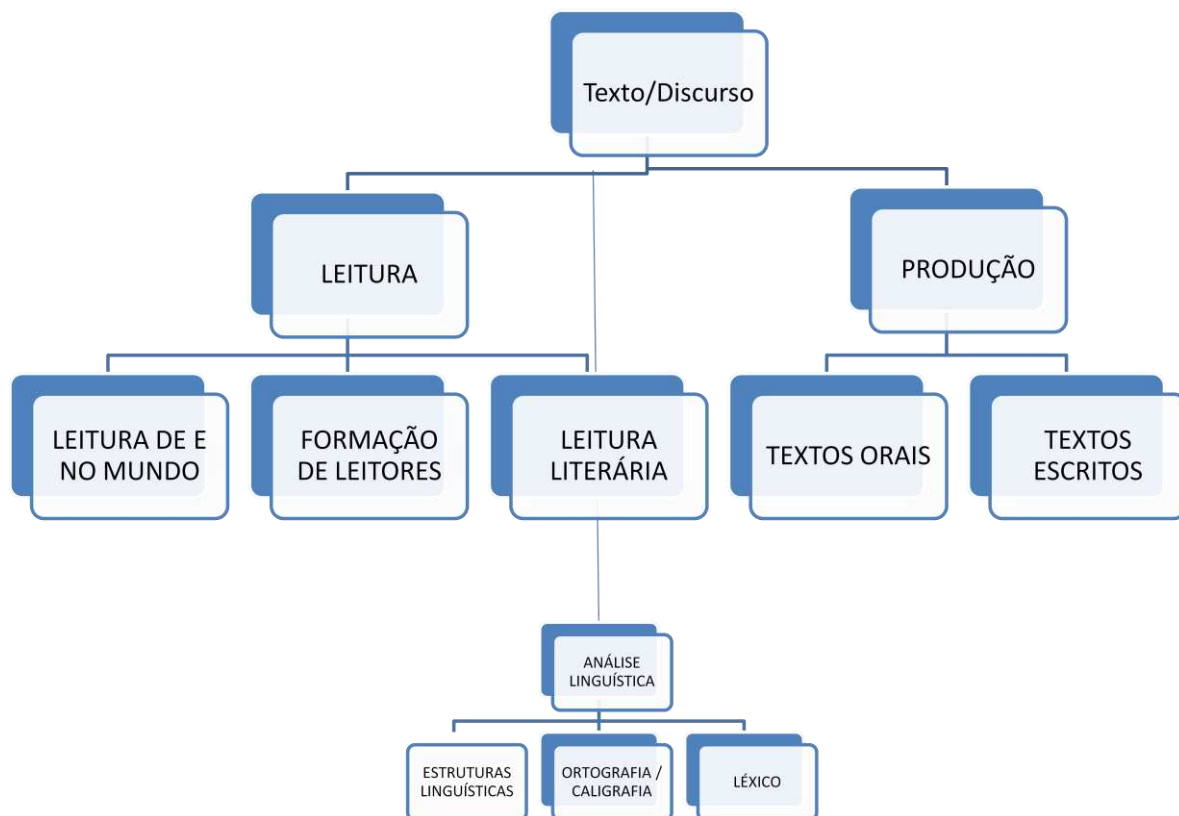 Texto/Discurso
LEITURA
PRODUÇÃO
LEITURA DE E
NO MUNDO
FORMAÇÃO
DE LEITORES
LEITURA
LITERÁRIA
TEXTOS ORAIS
TEXTOS
ESCRITOS
ANÁLISE
LINGUÍSTICA
ESTRUTURAS
LINGUÍSTICAS
ORTOGRAFIA /
CALIGRAFIA
LÉXICO